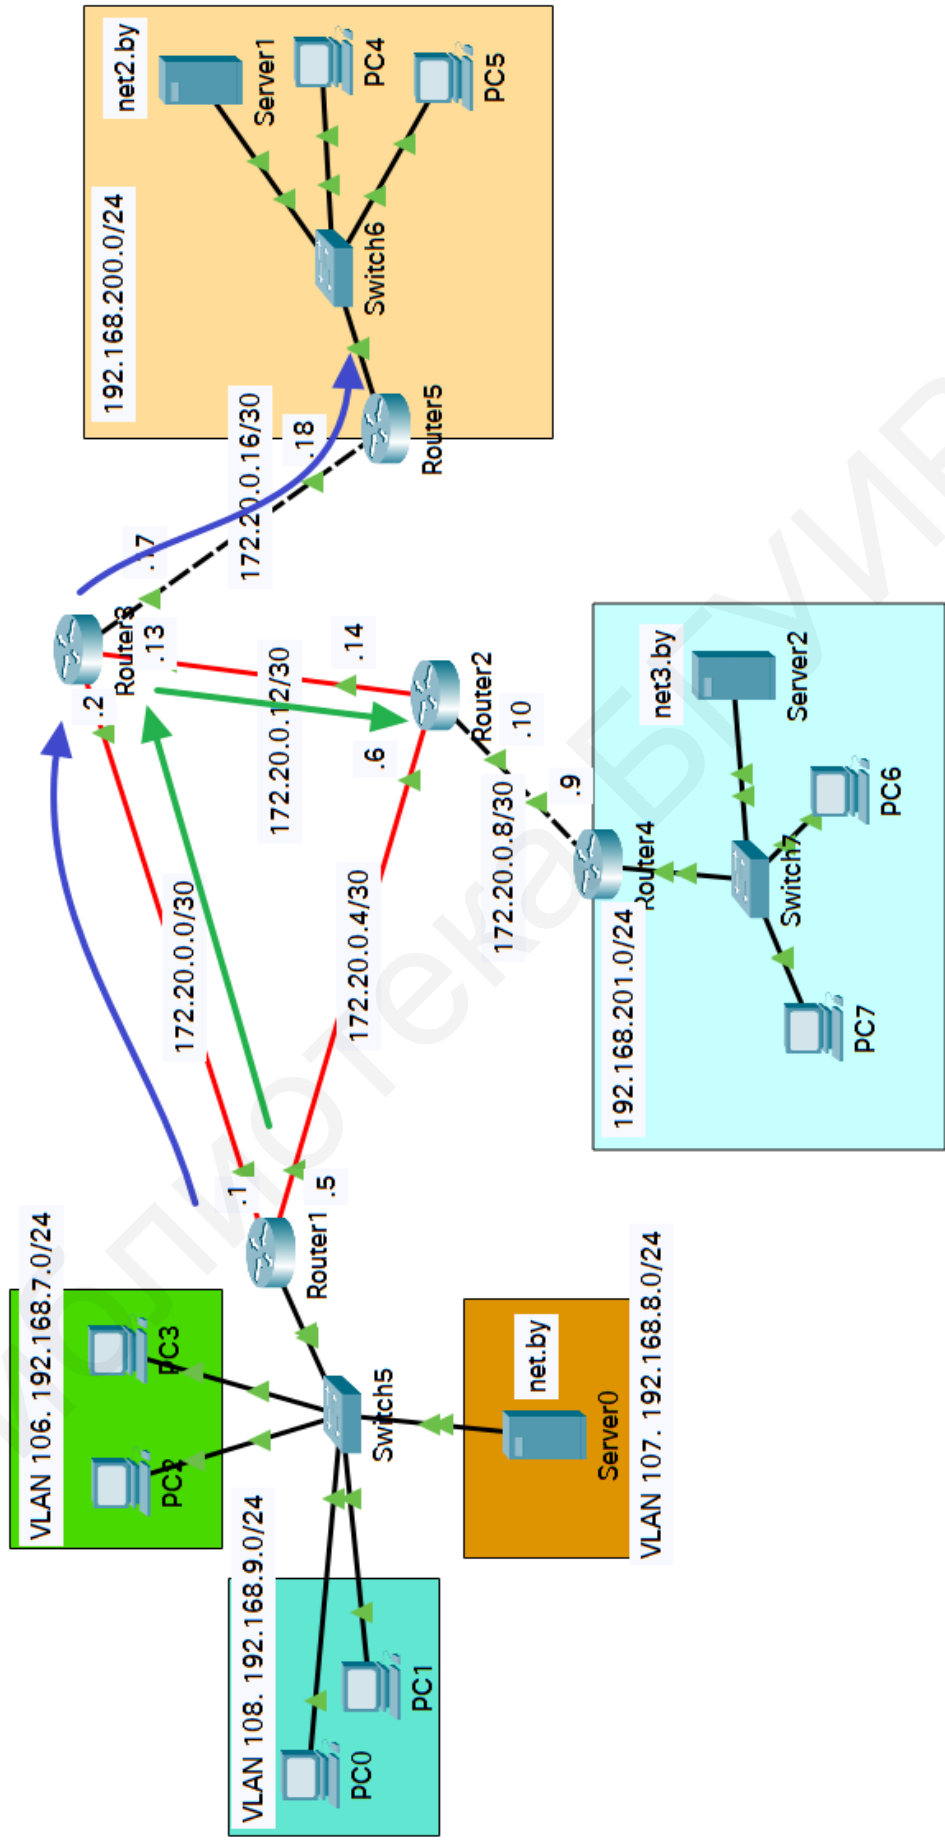 VLAN 106. 192.168.7.0/24
PC2
PC3
VLAN 108. 192.168.9.0/24
PC0
PC1
Switch5
net.by
Server0
VLAN 107. 192.168.8.0/24
Router1
.1
.5
172.20.0.0/30
172.20.0.4/30
.2
Router3
.13
.17
172.20.0.12/30
.14
.6
Router2
.10
172.20.0.8/30
.9
172.20.0.16/30
.18
Router5
192.168.200.0/24
net2.by
Server1
PC4
PC5
Switch6
Router4
192.168.201.0/24
net3.by
Server2
PC6
Switch7
PC7
Библиотека БГУИР